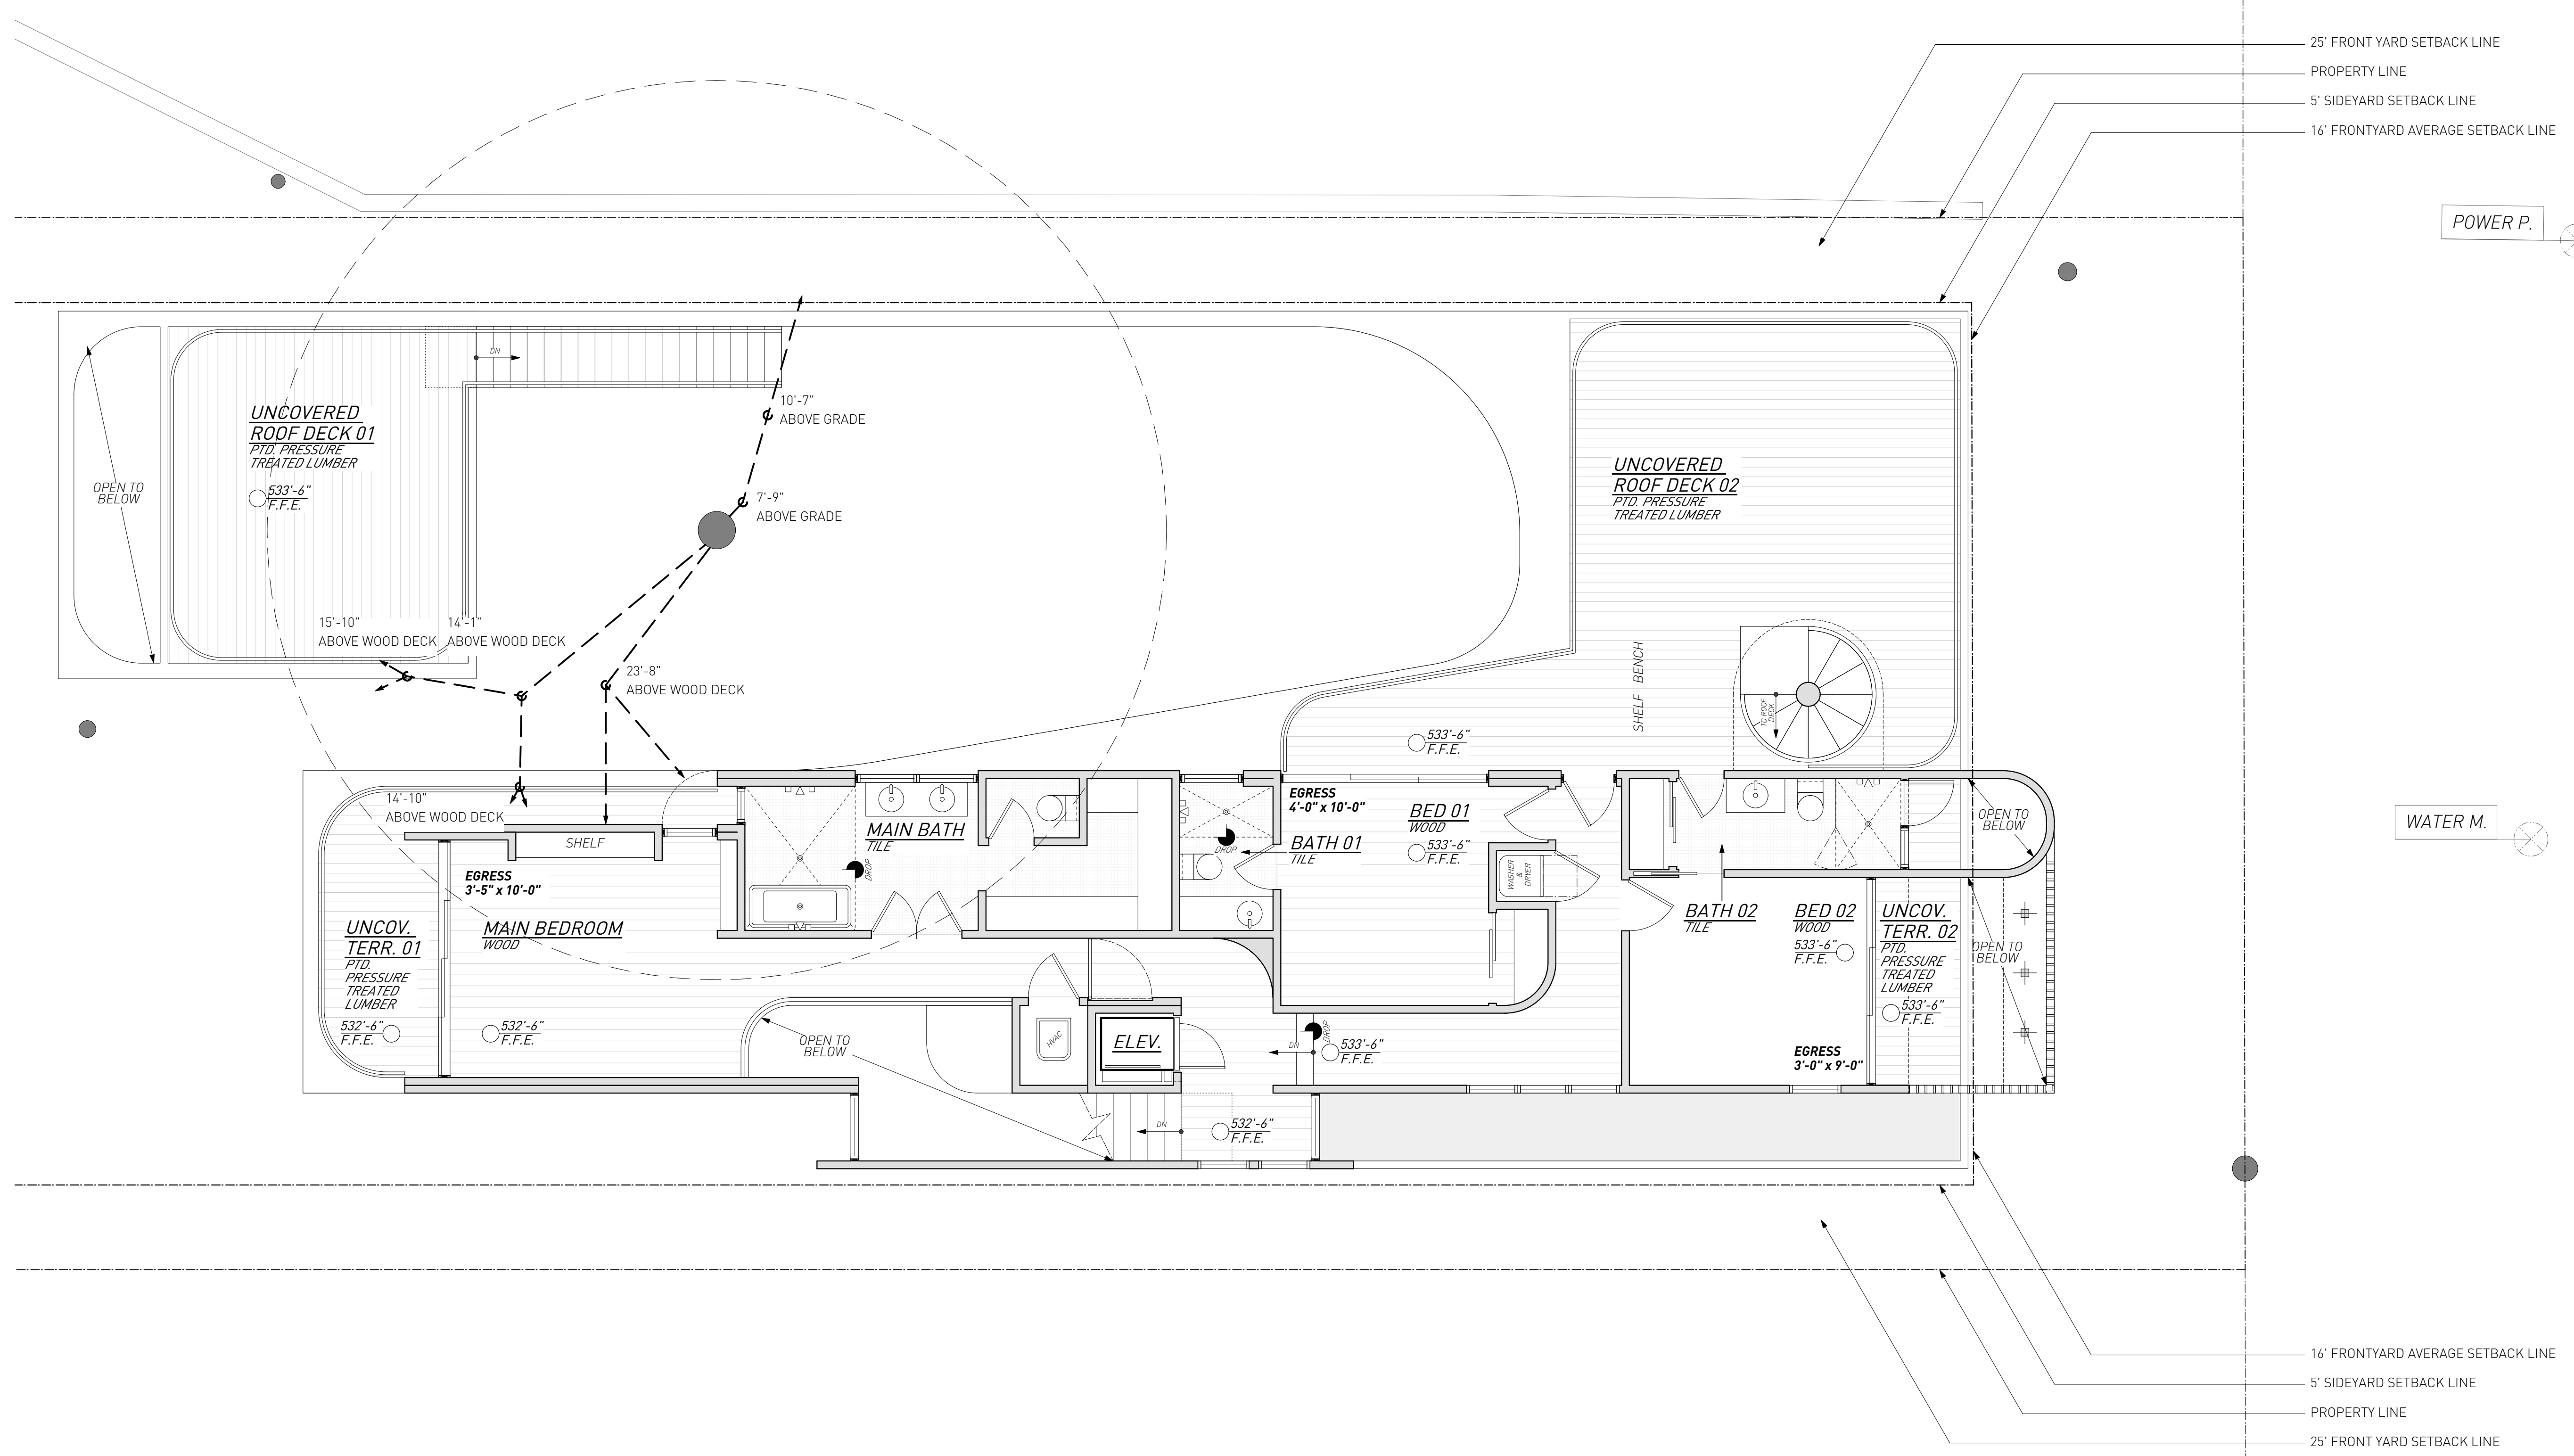 25' FRONT YARD SETBACK LINE
PROPERTY LINE
5' SIDEYARD SETBACK LINE
16' FRONTYARD AVERAGE SETBACK LINE
POWER P.
DN
UNCOVERED
ROOF DECK 01
PTD. PRESSURE
TREATED LUMBER
533'-6"
F.F.E.
OPEN TO
BELOW
10'-7"
ABOVE GRADE
7'-9"
ABOVE GRADE
UNCOVERED
ROOF DECK 02
PTD. PRESSURE
TREATED LUMBER
15'-10"
ABOVE WOOD DECK
14'-1"
ABOVE WOOD DECK
23'-8"
ABOVE WOOD DECK
SHELF BENCH
TO ROOF
DECK
533'-6"
F.F.E.
14'-10"
ABOVE WOOD DECK
SHELF
EGRESS
3'-5" x 10'-0"
MAIN BATH
TILE
DROP
DROP
BATH 01
TILE
EGRESS
4'-0" x 10'-0"
BED 01
WOOD
533'-6"
F.F.E.
WASHER
&
DRYER
OPEN TO
BELOW
WATER M.
UNCOV.
TERR. 01
PTD.
PRESSURE
TREATED
LUMBER
532'-6"
F.F.E.
MAIN BEDROOM
WOOD
532'-6"
F.F.E.
OPEN TO
BELOW
HVAC
ELEV.
DN
DROP
533'-6"
F.F.E.
BATH 02
TILE
BED 02
WOOD
533'-6"
F.F.E.
EGRESS
3'-0" x 9'-0"
UNCOV.
TERR. 02
PTD.
PRESSURE
TREATED
LUMBER
533'-6"
F.F.E.
OPEN TO
BELOW
DN
532'-6"
F.F.E.
16' FRONTYARD AVERAGE SETBACK LINE
5' SIDEYARD SETBACK LINE
PROPERTY LINE
25' FRONT YARD SETBACK LINE